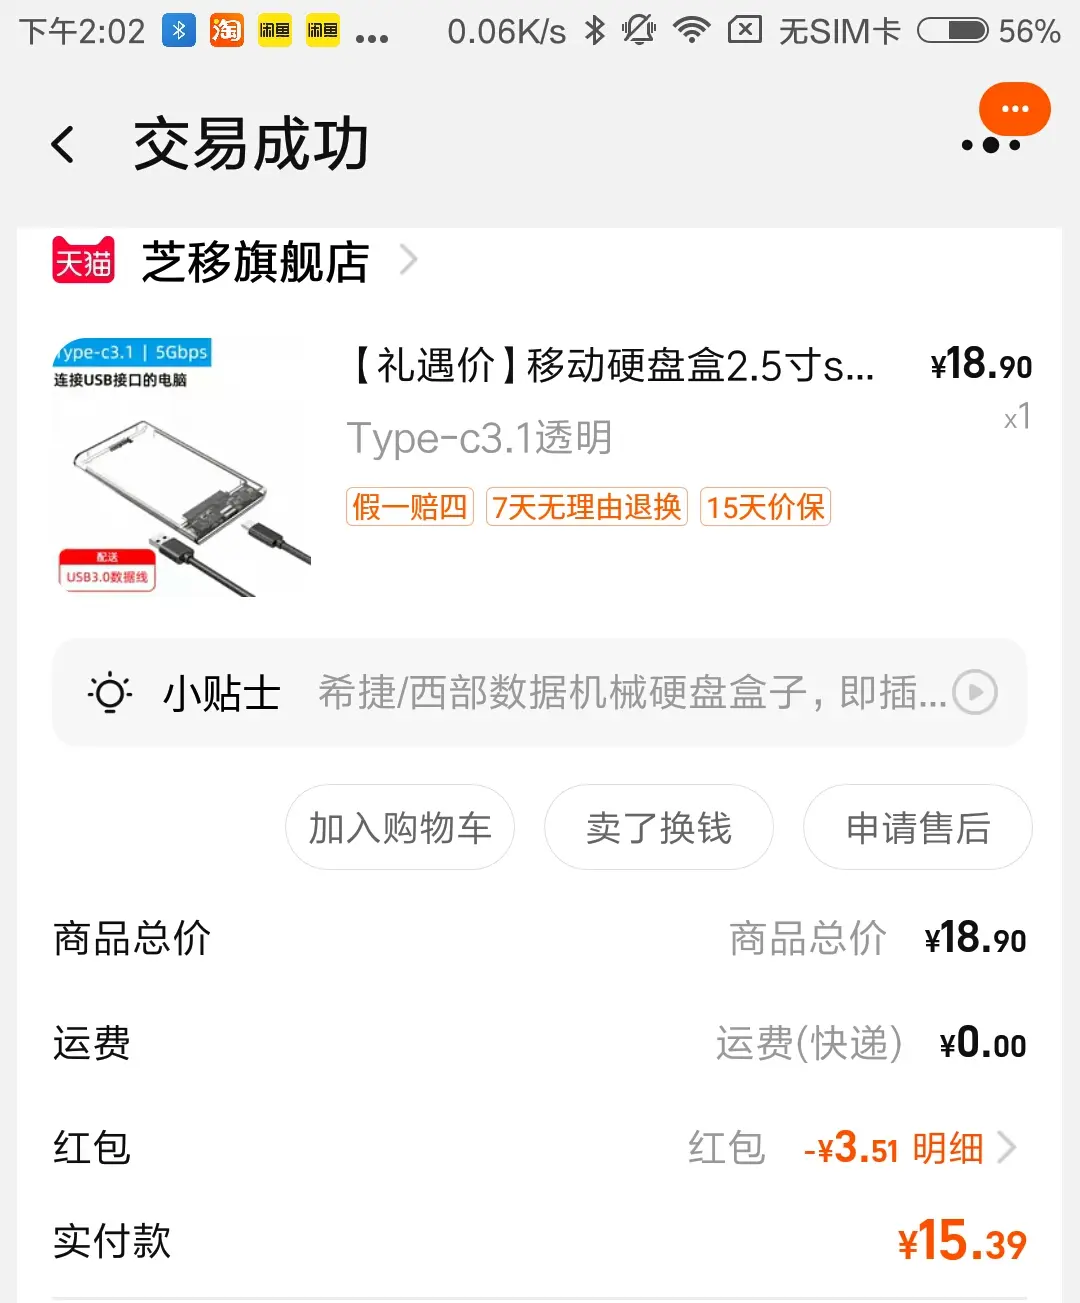 下午2:02 淘 闲鱼 闲鱼 ... 0.06K/s 无SIM卡 56%
交易成功
天猫 芝移旗舰店
Type-c3.1 | 5Gbps
连接USB接口的电脑
配送
USB3.0数据线
【礼遇价】移动硬盘盒2.5寸s... ¥18.90
Type-c3.1透明 x1
假一赔四 7天无理由退换 15天价保
小贴士 希捷/西部数据机械硬盘盒子，即插...
加入购物车 卖了换钱 申请售后
商品总价 商品总价 ¥18.90
运费 运费(快递) ¥0.00
红包 红包 -¥3.51 明细
实付款 ¥15.39